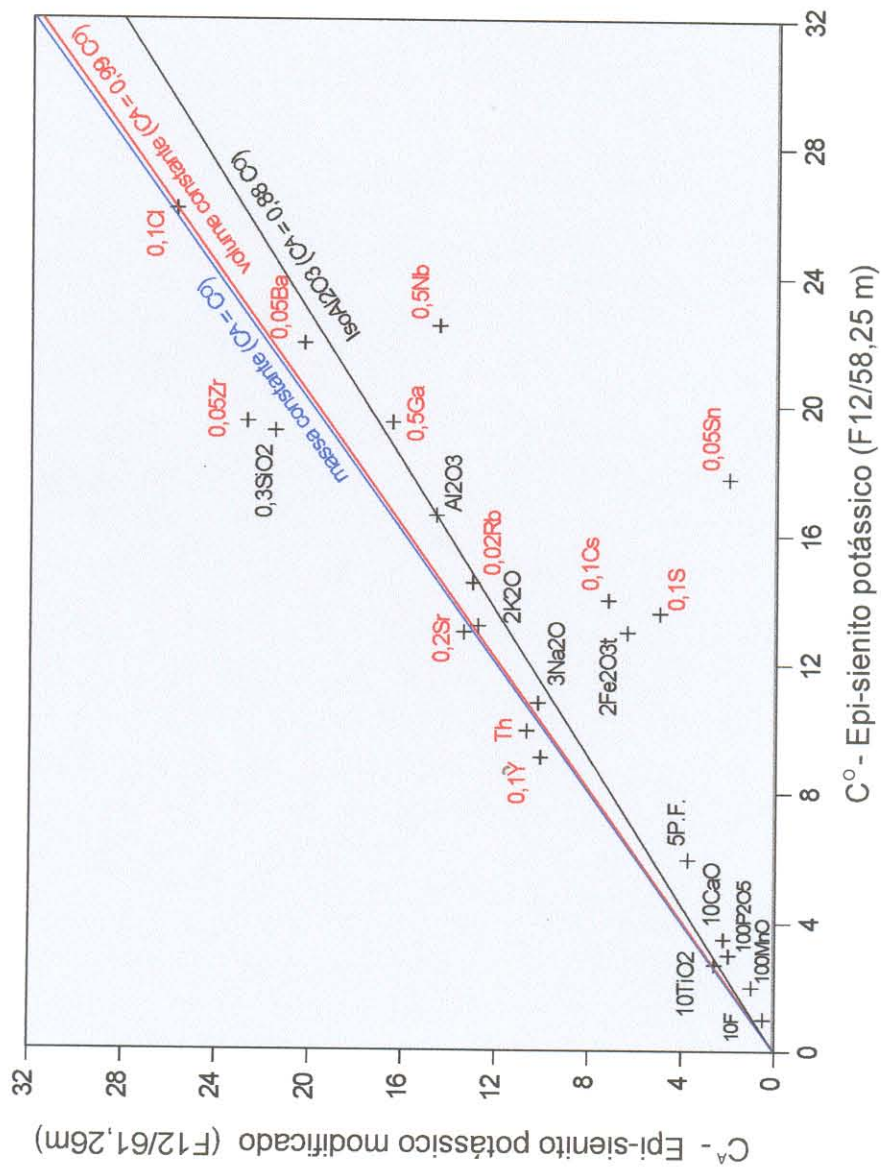 32
28
24
20
16
12
8
4
0
0
4
8
12
16
20
24
28
32
C^A - Epi-sienito potássico modificado (F12/61,26m)
C^O - Epi-sienito potássico (F12/58,25 m)
massa constante (CA = CO)
volume constante (CA = 0,99 CO)
IsoAl2O3 (CA = 0,88 CO)
0,1Cl
0,05Ba
0,05Zr
0,3SiO2
0,5Nb
0,5Ga
Al2O3
0,05Sn
0,02Rb
2K2O
0,2Sr
0,1Cs
0,1S
2Fe2O3t
3Na2O
Th
0,1Y
5P.F.
10CaO
100P2O5
100MnO
10TiO2
10F